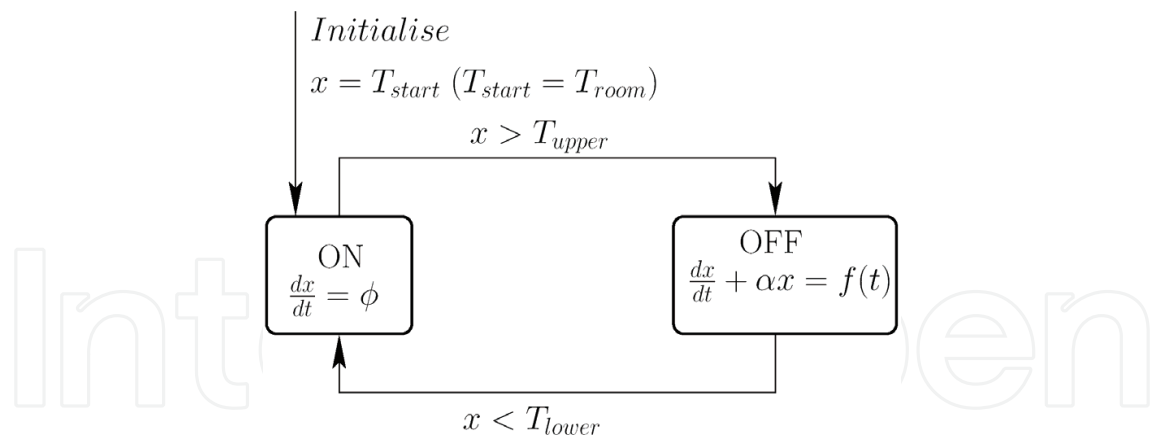 Initialise
x = T_start (T_start = T_room)
x > T_upper
ON
dx/dt = ϕ
OFF
dx/dt + αx = f(t)
x < T_lower